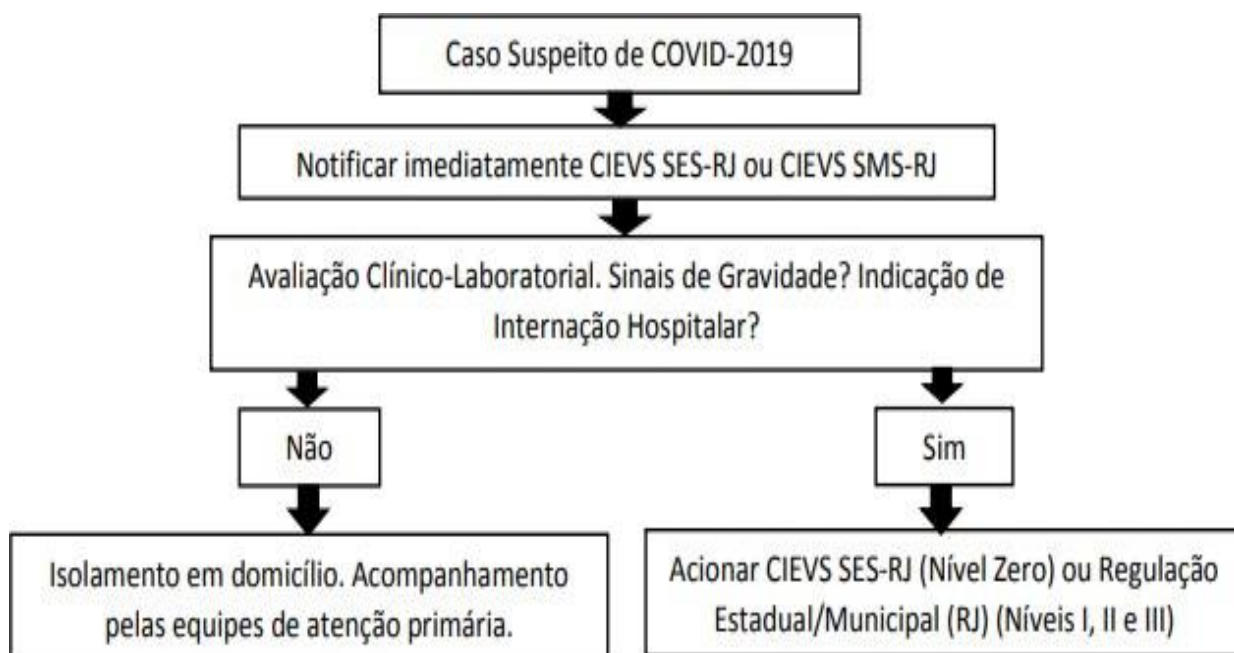 Caso Suspeito de COVID-2019
Notificar imediatamente CIEVS SES-RJ ou CIEVS SMS-RJ
Avaliação Clínico-Laboratorial. Sinais de Gravidade? Indicação de
Internação Hospitalar?
Não
Sim
Isolamento em domicílio. Acompanhamento
pelas equipes de atenção primária.
Acionar CIEVS SES-RJ (Nível Zero) ou Regulação
Estadual/Municipal (RJ) (Níveis I, II e III)